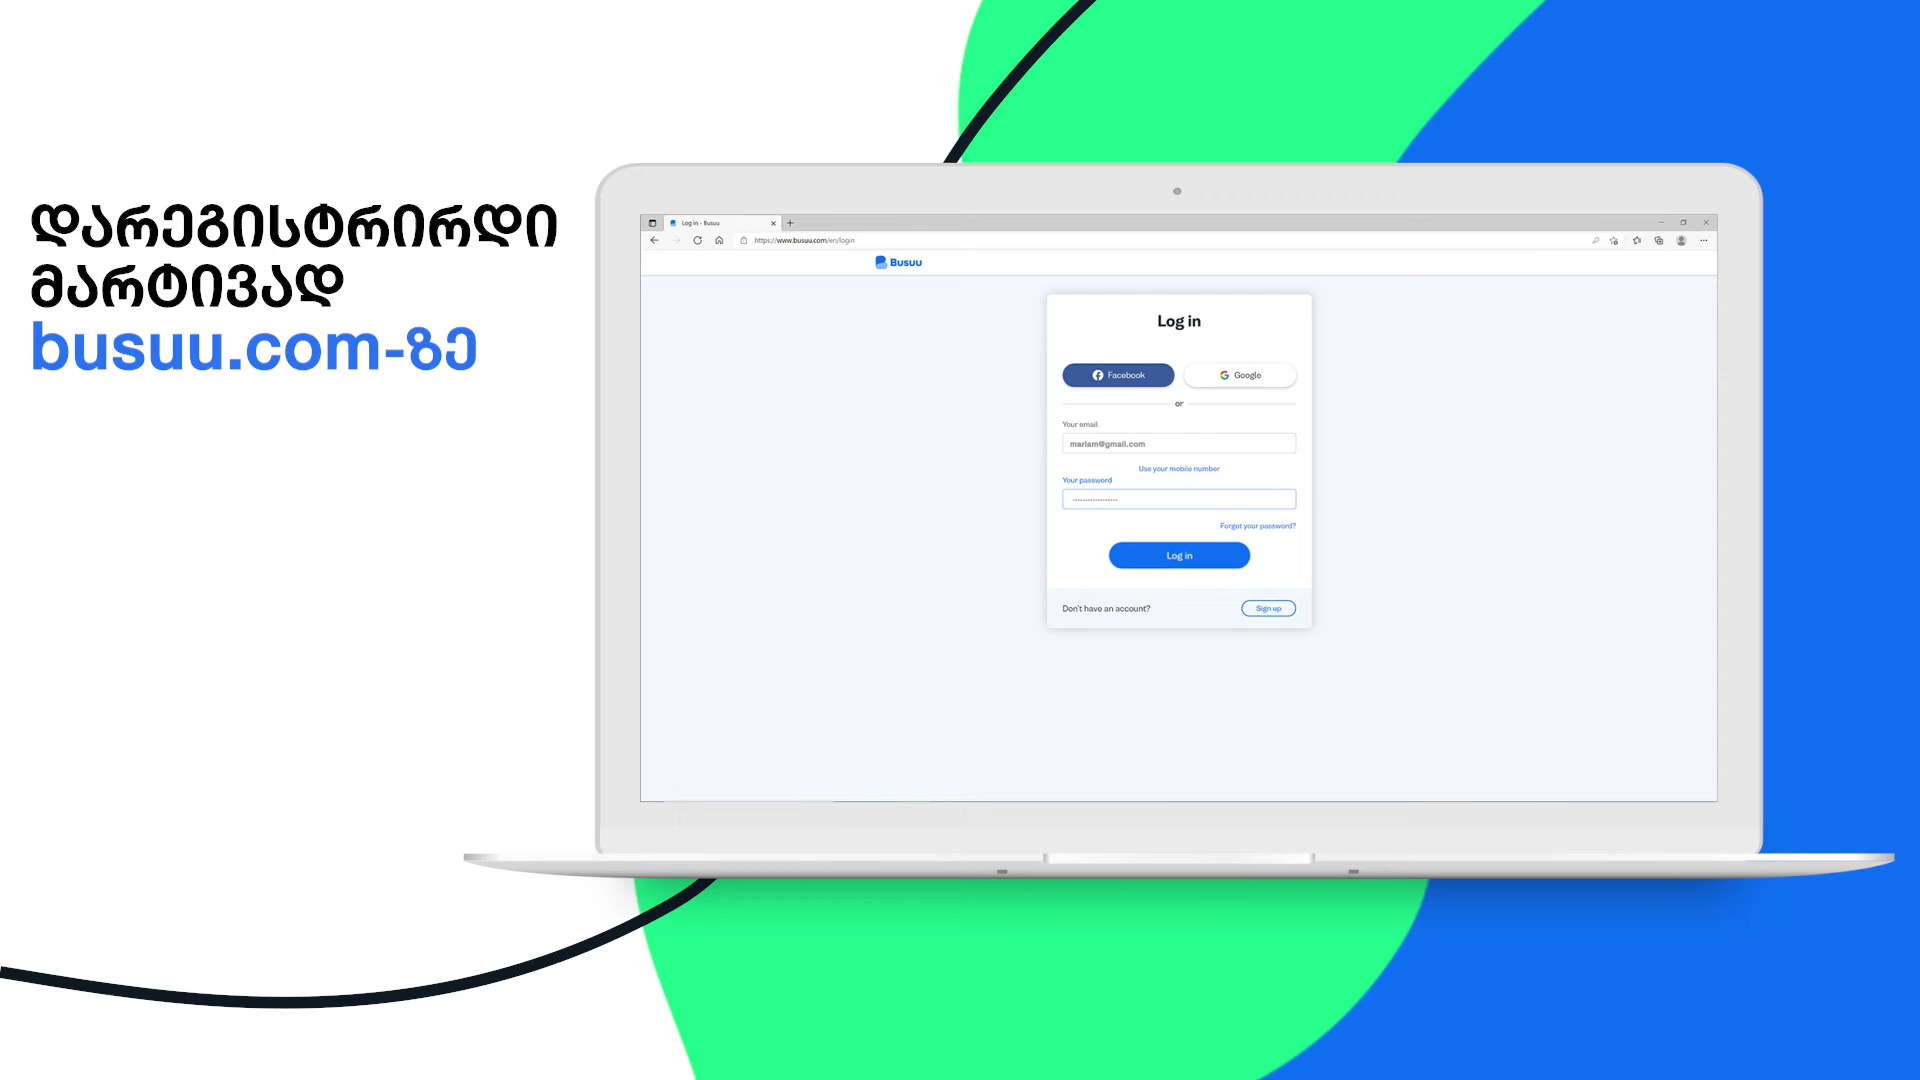 დარეგისტრირდი
მარტივად
busuu.com-ზე
Log in - Busuu
https://www.busuu.com/en/login
Busuu
Log in
Facebook
Google
or
Your email
mariam@gmail.com
Use your mobile number
Your password
Forgot your password?
Log in
Don't have an account?
Sign up